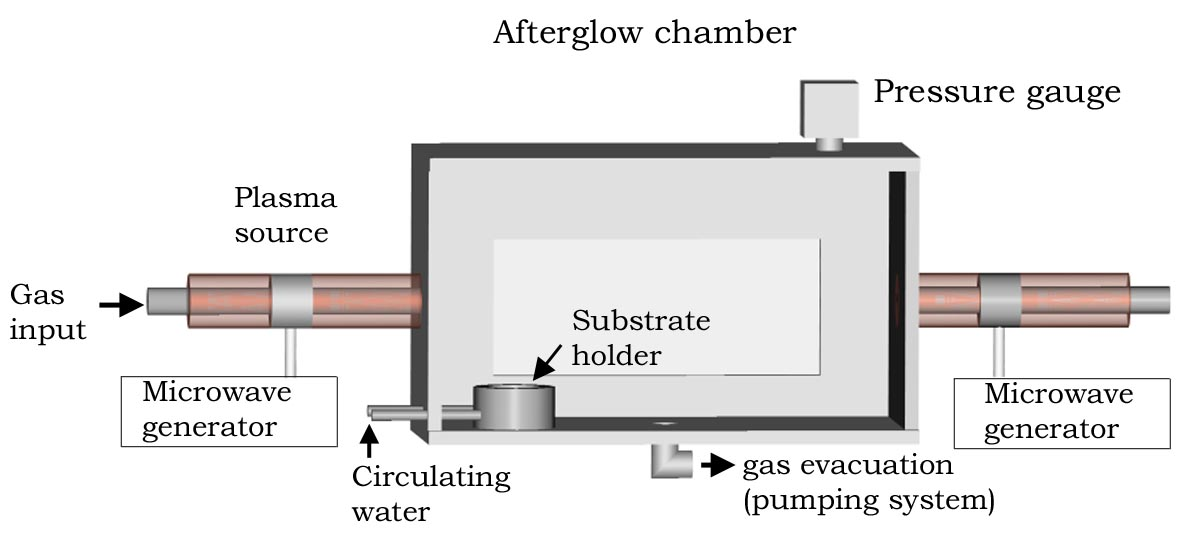 Afterglow chamber
Pressure gauge
Plasma
source
Gas
input
Substrate
holder
Microwave
generator
Microwave
generator
Circulating
water
gas evacuation
(pumping system)